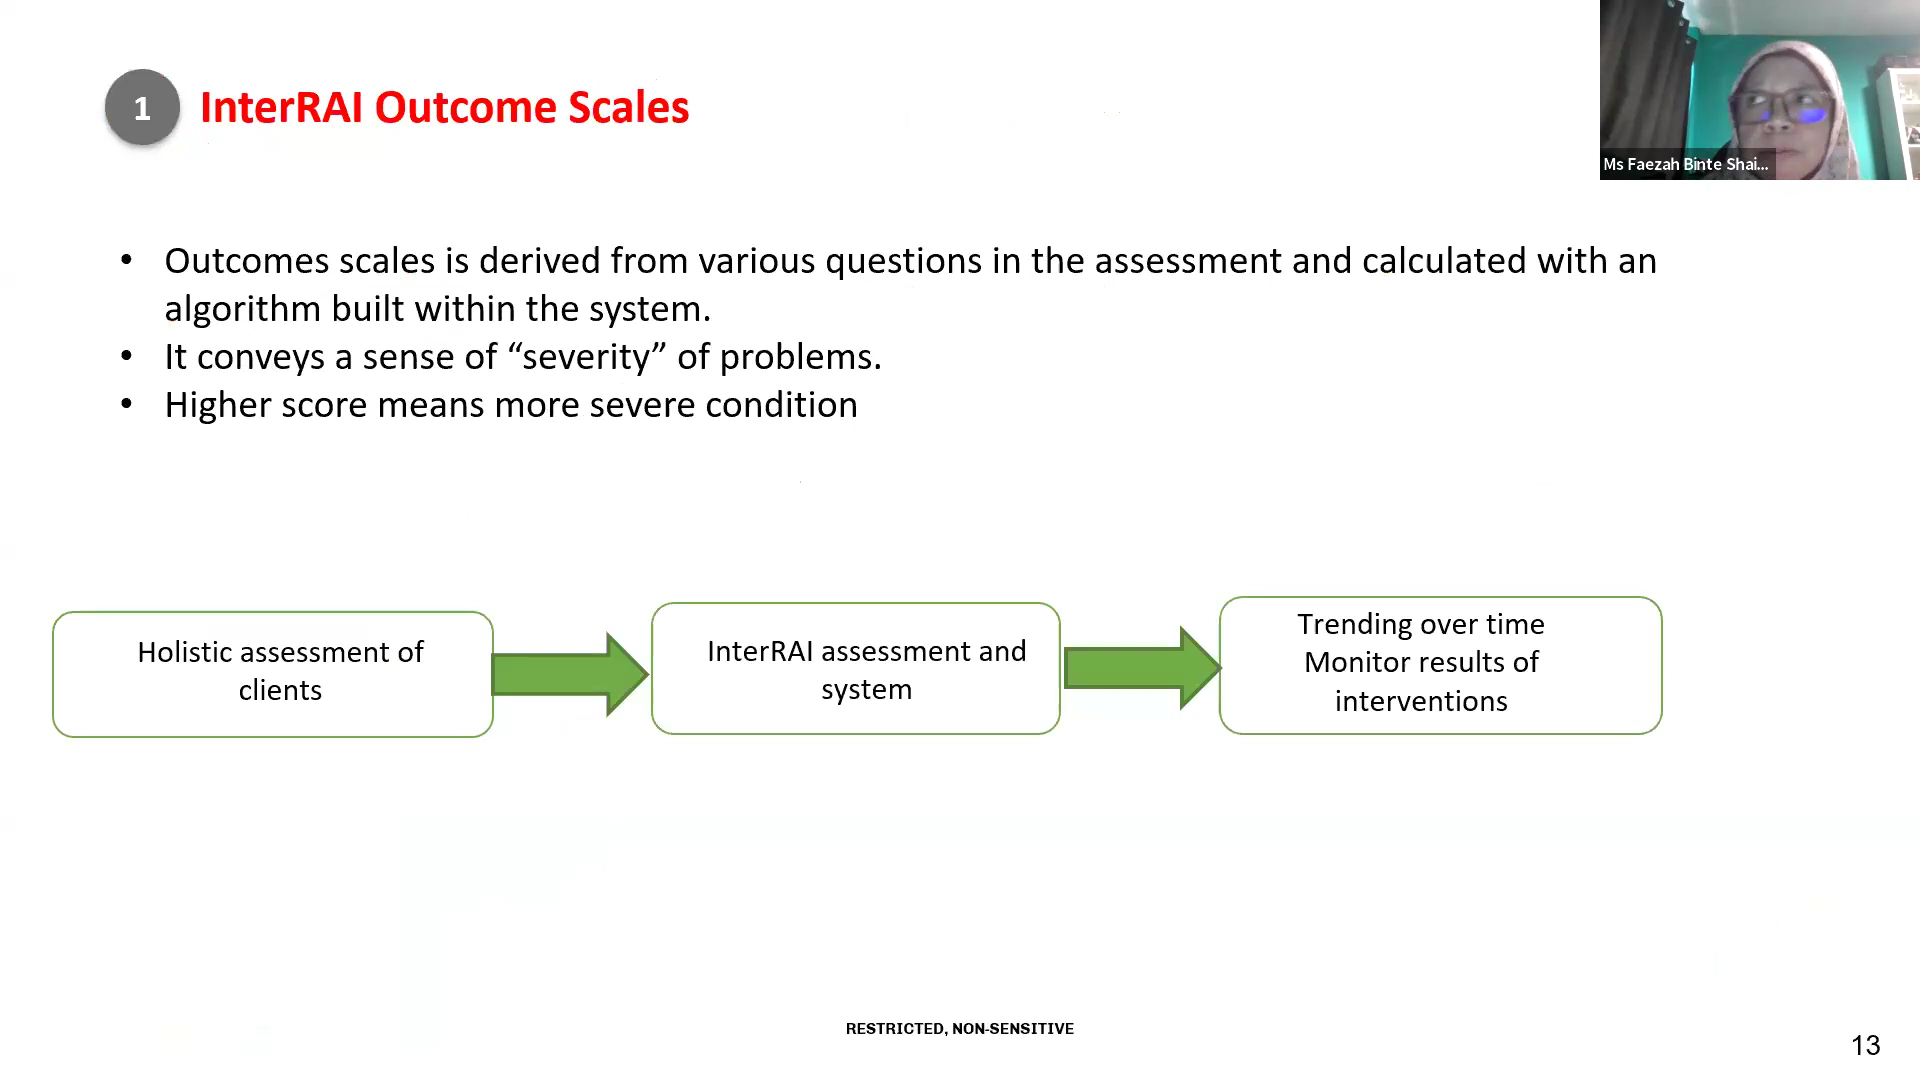 1 InterRAI Outcome Scales
Ms Faezah Binte Shai...
• Outcomes scales is derived from various questions in the assessment and calculated with an
algorithm built within the system.
• It conveys a sense of “severity” of problems.
• Higher score means more severe condition
Holistic assessment of
clients
InterRAI assessment and
system
Trending over time
Monitor results of
interventions
RESTRICTED, NON-SENSITIVE
13